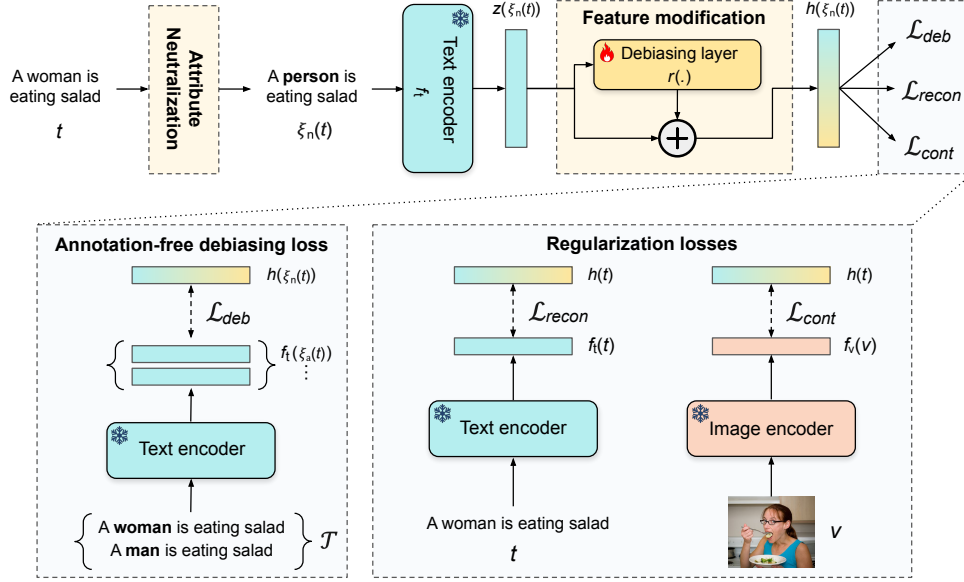 A woman is
eating salad
t
Attribute
Neutralization
A person is
eating salad
ξn(t)
Text encoder
ft
z(ξn(t))
Feature modification
Debiasing layer
r(.)
+
h(ξn(t))
ℒdeb
ℒrecon
ℒcont
Annotation-free debiasing loss
h(ξn(t))
ℒdeb
ft(ξa(t))
⋮
Text encoder
A woman is eating salad
A man is eating salad
𝒯
Regularization losses
h(t)
ℒrecon
ft(t)
Text encoder
A woman is eating salad
t
h(t)
ℒcont
fv(v)
Image encoder
v